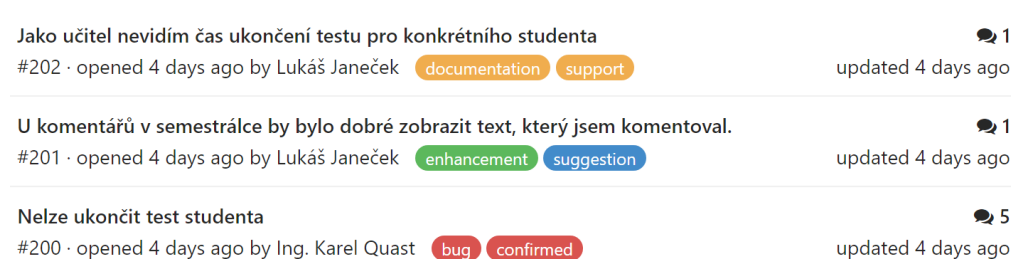 Jako učitel nevidím čas ukončení testu pro konkrétního studenta 1
#202 · opened 4 days ago by Lukáš Janeček documentation support updated 4 days ago
U komentářů v semestrálce by bylo dobré zobrazit text, který jsem komentoval. 1
#201 · opened 4 days ago by Lukáš Janeček enhancement suggestion updated 4 days ago
Nelze ukončit test studenta 5
#200 · opened 4 days ago by Ing. Karel Quast bug confirmed updated 4 days ago